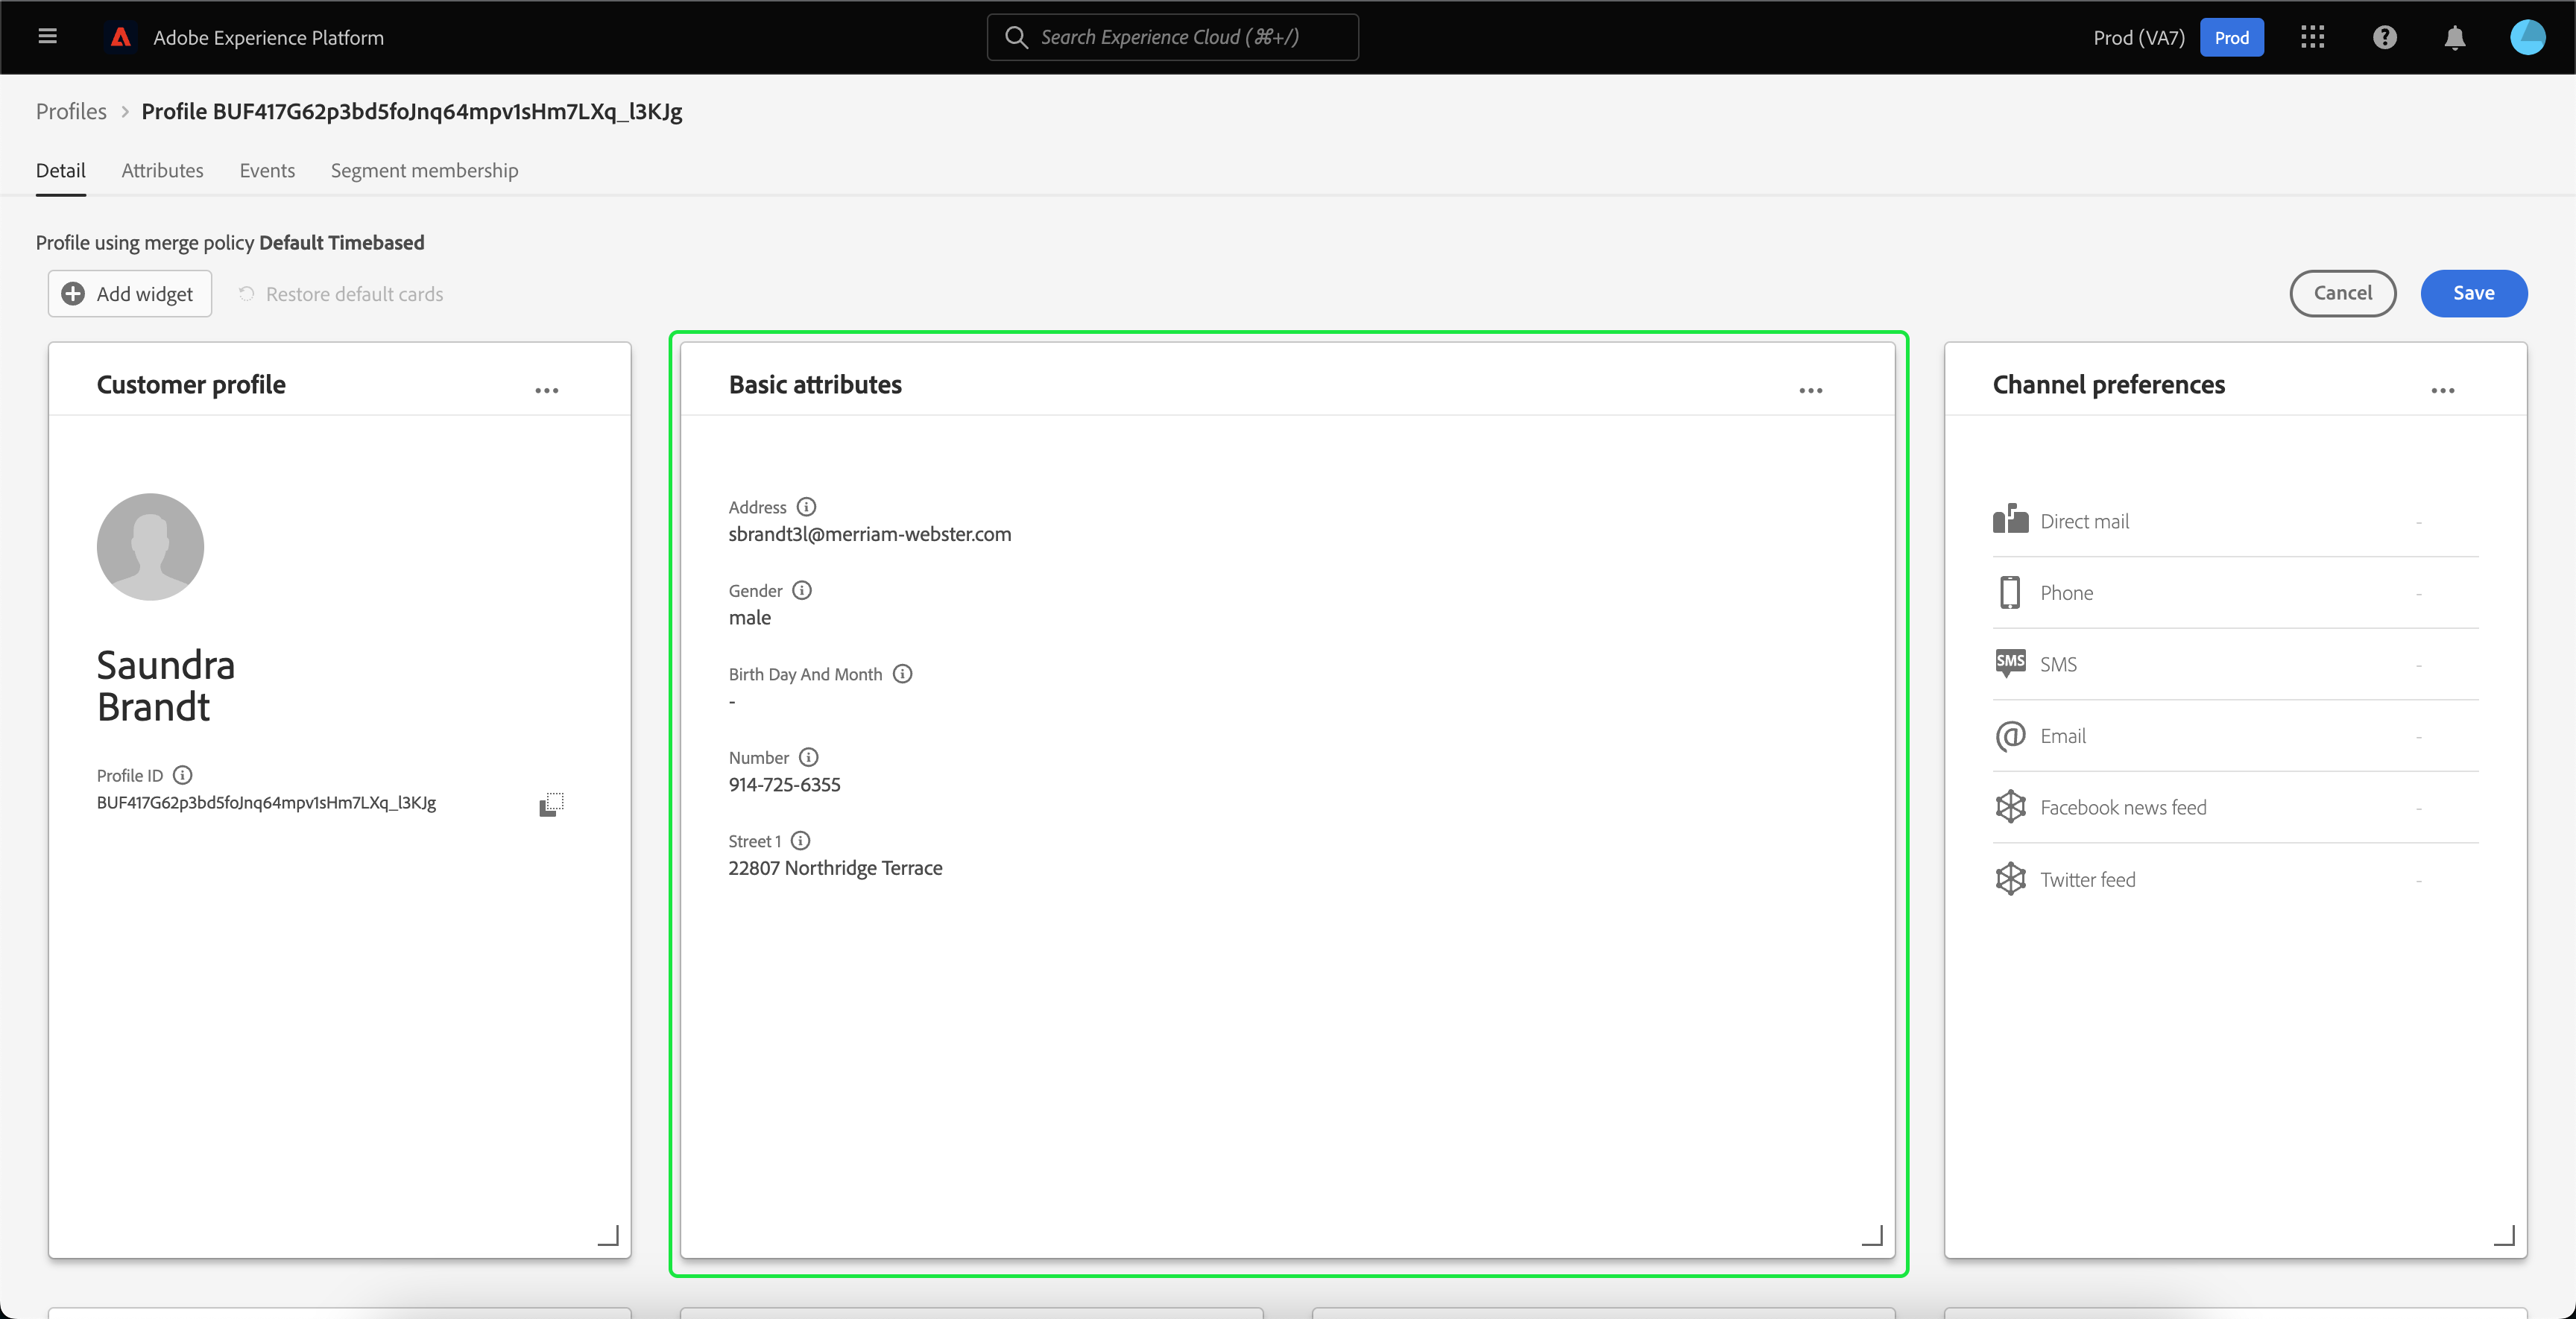 Adobe Experience Platform
Search Experience Cloud (⌘+/)
Prod (VA7) Prod
Profiles > Profile BUF417G62p3bd5foJnq64mpv1sHm7LXq_l3KJg
Detail Attributes Events Segment membership
Profile using merge policy Default Timebased
Add widget Restore default cards Cancel Save
Customer profile
Saundra
Brandt
Profile ID
BUF417G62p3bd5foJnq64mpv1sHm7LXq_l3KJg
Basic attributes
Address
sbrandt3l@merriam-webster.com
Gender
male
Birth Day And Month
-
Number
914-725-6355
Street 1
22807 Northridge Terrace
Channel preferences
Direct mail -
Phone -
SMS SMS -
Email -
Facebook news feed -
Twitter feed -